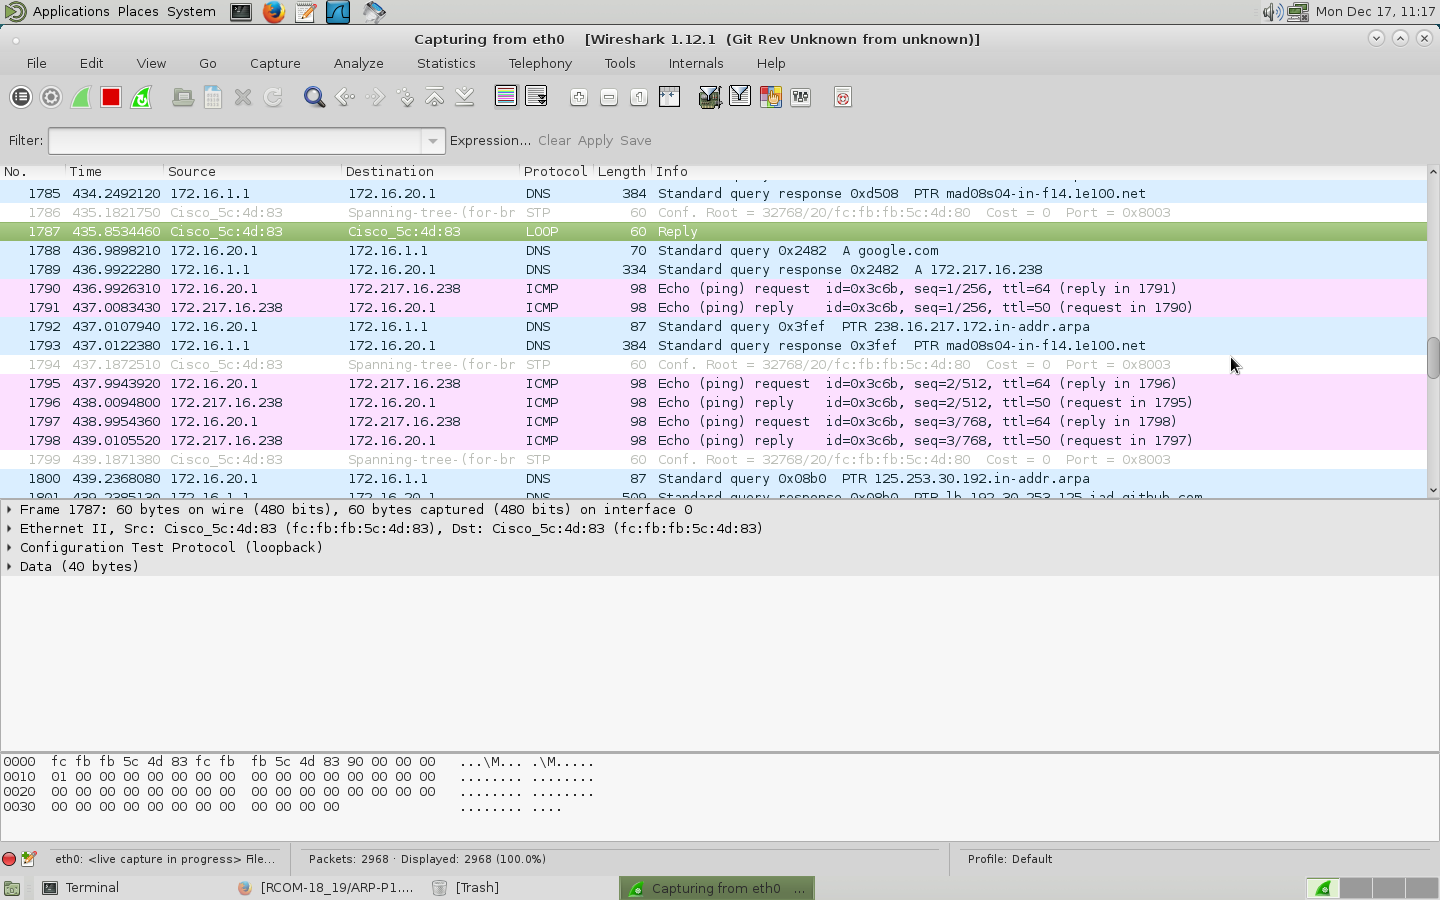 Applications Places System Mon Dec 17, 11:17
Capturing from eth0 [Wireshark 1.12.1 (Git Rev Unknown from unknown)]
File Edit View Go Capture Analyze Statistics Telephony Tools Internals Help
Filter: Expression... Clear Apply Save
No. Time Source Destination Protocol Length Info
1785 434.2492120 172.16.1.1 172.16.20.1 DNS 384 Standard query response 0xd508 PTR mad08s04-in-f14.1e100.net
1786 435.1821750 Cisco_5c:4d:83 Spanning-tree-(for-br STP 60 Conf. Root = 32768/20/fc:fb:fb:5c:4d:80 Cost = 0 Port = 0x8003
1787 435.8534460 Cisco_5c:4d:83 Cisco_5c:4d:83 LOOP 60 Reply
1788 436.9898210 172.16.20.1 172.16.1.1 DNS 70 Standard query 0x2482 A google.com
1789 436.9922280 172.16.1.1 172.16.20.1 DNS 334 Standard query response 0x2482 A 172.217.16.238
1790 436.9926310 172.16.20.1 172.217.16.238 ICMP 98 Echo (ping) request id=0x3c6b, seq=1/256, ttl=64 (reply in 1791)
1791 437.0083430 172.217.16.238 172.16.20.1 ICMP 98 Echo (ping) reply id=0x3c6b, seq=1/256, ttl=50 (request in 1790)
1792 437.0107940 172.16.20.1 172.16.1.1 DNS 87 Standard query 0x3fef PTR 238.16.217.172.in-addr.arpa
1793 437.0122380 172.16.1.1 172.16.20.1 DNS 384 Standard query response 0x3fef PTR mad08s04-in-f14.1e100.net
1794 437.1872510 Cisco_5c:4d:83 Spanning-tree-(for-br STP 60 Conf. Root = 32768/20/fc:fb:fb:5c:4d:80 Cost = 0 Port = 0x8003
1795 437.9943920 172.16.20.1 172.217.16.238 ICMP 98 Echo (ping) request id=0x3c6b, seq=2/512, ttl=64 (reply in 1796)
1796 438.0094800 172.217.16.238 172.16.20.1 ICMP 98 Echo (ping) reply id=0x3c6b, seq=2/512, ttl=50 (request in 1795)
1797 438.9954360 172.16.20.1 172.217.16.238 ICMP 98 Echo (ping) request id=0x3c6b, seq=3/768, ttl=64 (reply in 1798)
1798 439.0105520 172.217.16.238 172.16.20.1 ICMP 98 Echo (ping) reply id=0x3c6b, seq=3/768, ttl=50 (request in 1797)
1799 439.1871380 Cisco_5c:4d:83 Spanning-tree-(for-br STP 60 Conf. Root = 32768/20/fc:fb:fb:5c:4d:80 Cost = 0 Port = 0x8003
1800 439.2368080 172.16.20.1 172.16.1.1 DNS 87 Standard query 0x08b0 PTR 125.253.30.192.in-addr.arpa
1801 439.2385130 172.16.1.1 172.16.20.1 DNS 509 Standard query response 0x08b0 PTR lb-192-30-253-125-iad.github.com
Frame 1787: 60 bytes on wire (480 bits), 60 bytes captured (480 bits) on interface 0
Ethernet II, Src: Cisco_5c:4d:83 (fc:fb:fb:5c:4d:83), Dst: Cisco_5c:4d:83 (fc:fb:fb:5c:4d:83)
Configuration Test Protocol (loopback)
Data (40 bytes)
0000 fc fb fb 5c 4d 83 fc fb fb 5c 4d 83 90 00 00 00 ...\M... .\M.....
0010 01 00 00 00 00 00 00 00 00 00 00 00 00 00 00 00 ........ ........
0020 00 00 00 00 00 00 00 00 00 00 00 00 00 00 00 00 ........ ........
0030 00 00 00 00 00 00 00 00 00 00 00 00 ........ ....
eth0: <live capture in progress> File... Packets: 2968 · Displayed: 2968 (100.0%) Profile: Default
Terminal [RCOM-18_19/ARP-P1.... [Trash] Capturing from eth0 ...